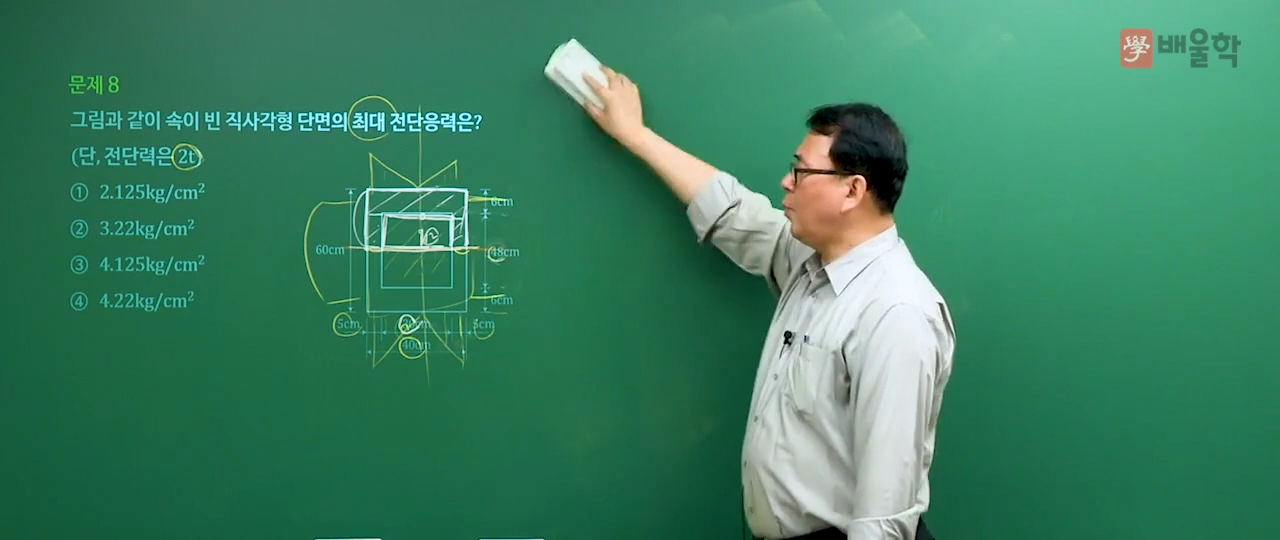 學 배울학
문제 8
그림과 같이 속이 빈 직사각형 단면의 최대 전단응력은?
(단, 전단력은 2t)
① 2.125kg/cm²
② 3.22kg/cm²
③ 4.125kg/cm²
④ 4.22kg/cm²
6cm
60cm
48cm
6cm
5cm
5cm
40cm